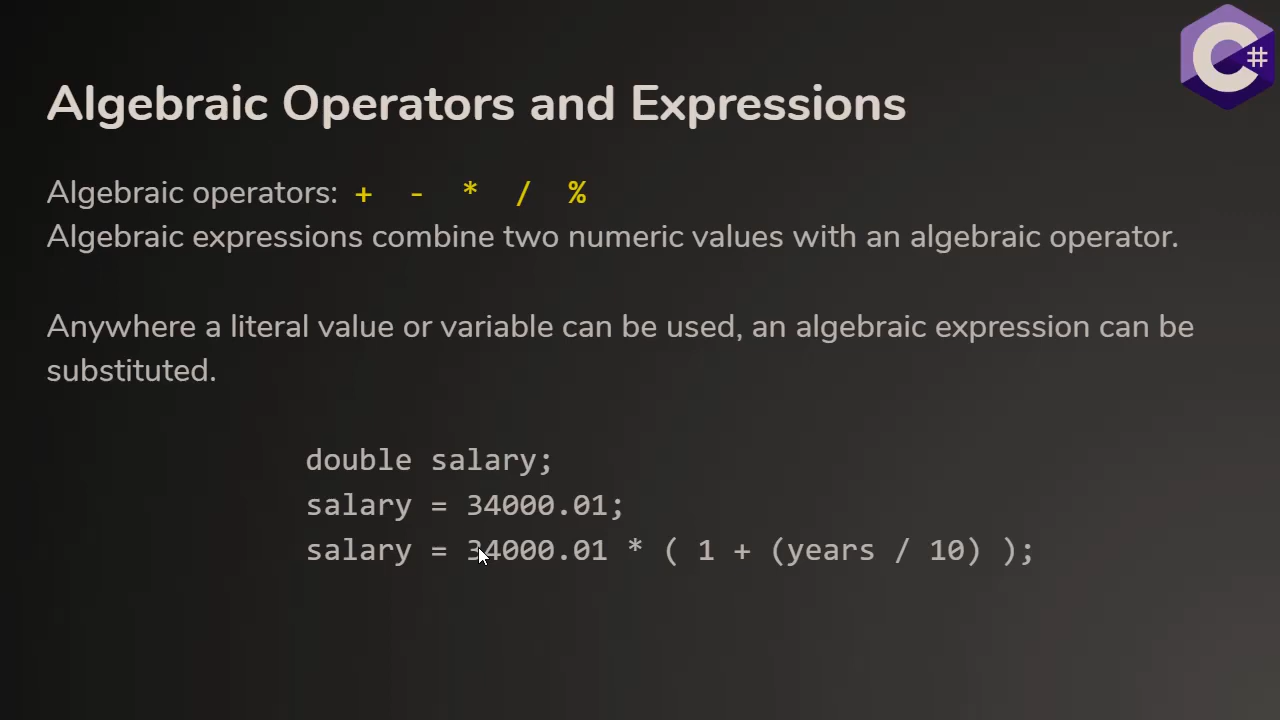 C#
Algebraic Operators and Expressions
Algebraic operators: + - * / %
Algebraic expressions combine two numeric values with an algebraic operator.
Anywhere a literal value or variable can be used, an algebraic expression can be
substituted.
double salary;
salary = 34000.01;
salary = 34000.01 * ( 1 + (years / 10) );